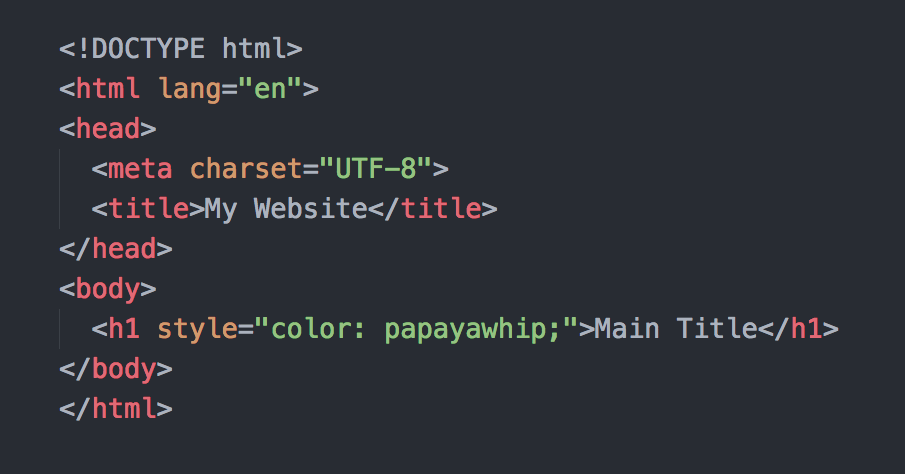 <!DOCTYPE html>
<html lang="en">
<head>
  <meta charset="UTF-8">
  <title>My Website</title>
</head>
<body>
  <h1 style="color: papayawhip;">Main Title</h1>
</body>
</html>